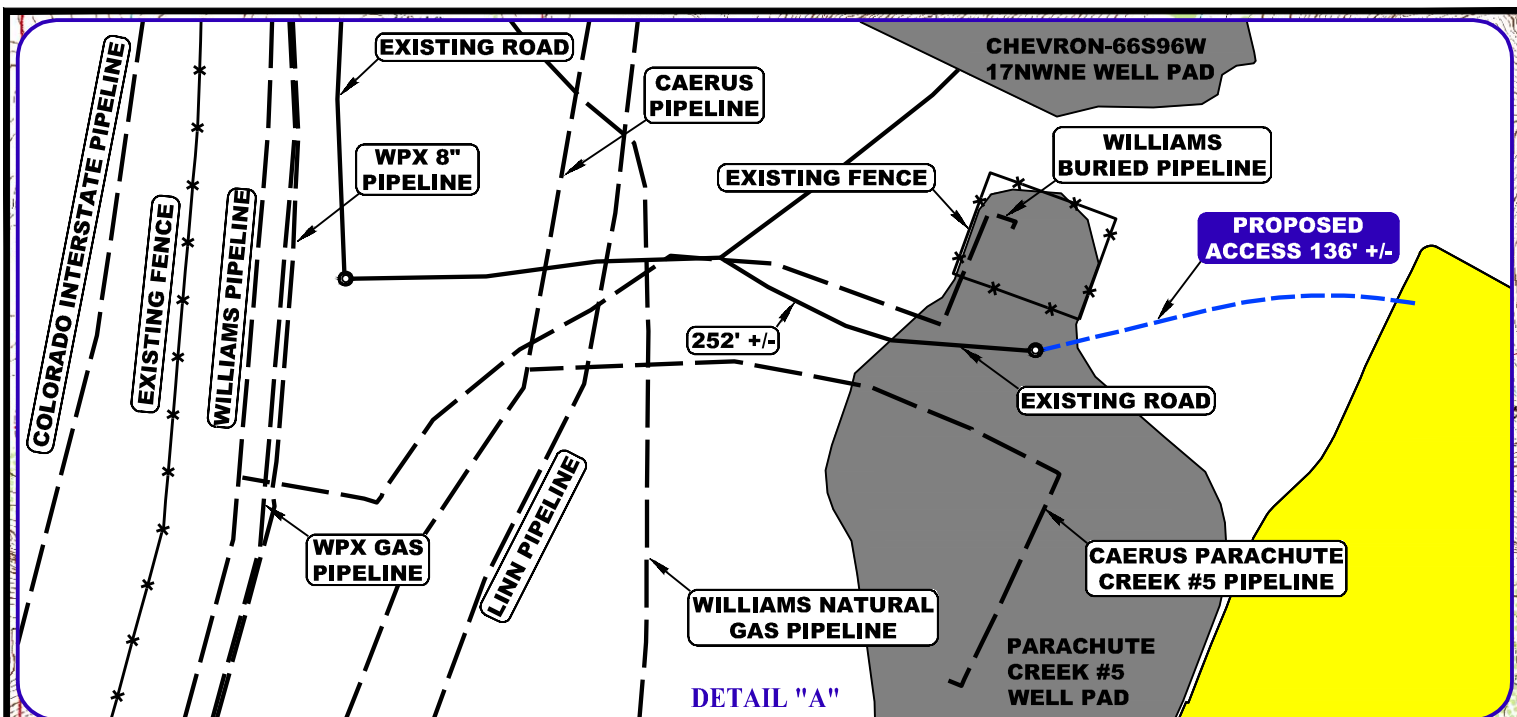 EXISTING ROAD
CHEVRON-66S96W
17NWNE WELL PAD
COLORADO INTERSTATE PIPELINE
CAERUS
PIPELINE
WPX 8"
PIPELINE
WILLIAMS
BURIED PIPELINE
EXISTING FENCE
EXISTING FENCE
WILLIAMS PIPELINE
PROPOSED
ACCESS 136' +/-
252' +/-
EXISTING ROAD
LINN PIPELINE
WPX GAS
PIPELINE
CAERUS PARACHUTE
CREEK #5 PIPELINE
WILLIAMS NATURAL
GAS PIPELINE
PARACHUTE
CREEK #5
WELL PAD
DETAIL "A"